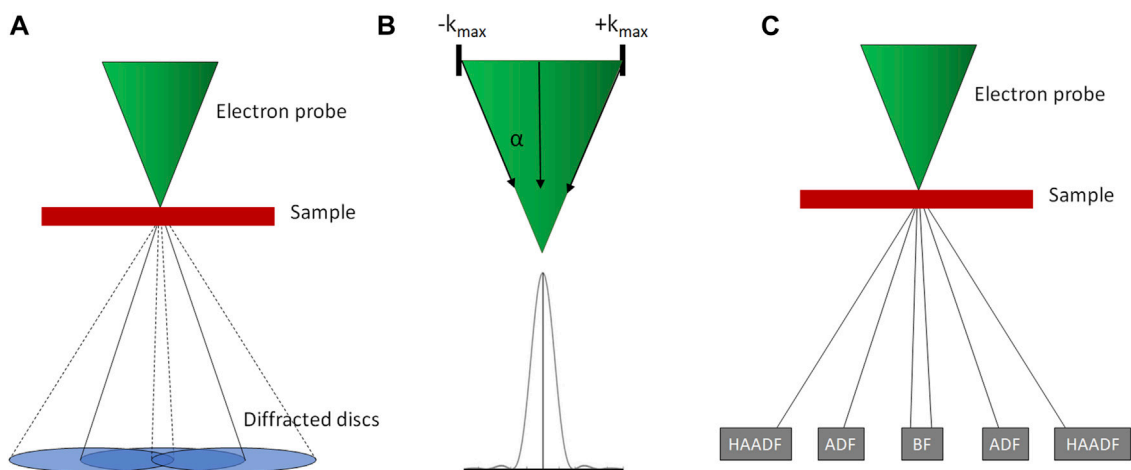 A
Electron probe
Sample
Diffracted discs
B
-kmax
+kmax
α
C
Electron probe
Sample
HAADF
ADF
BF
ADF
HAADF